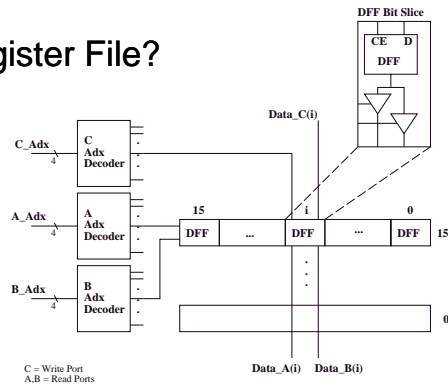 DFF Bit Slice
gister File?
CE D
DFF
Data_C(i)
C_Adx
4
C
Adx
Decoder
A_Adx
4
A
Adx
Decoder
15 i 0
DFF ... DFF ... DFF 15
B_Adx
4
B
Adx
Decoder
0
C = Write Port
A,B = Read Ports
Data_A(i) Data_B(i)